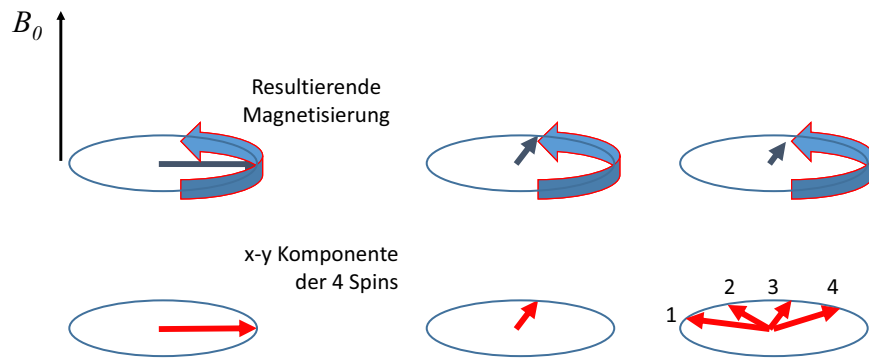 B₀
Resultierende
Magnetisierung
x-y Komponente
der 4 Spins
1 2 3 4